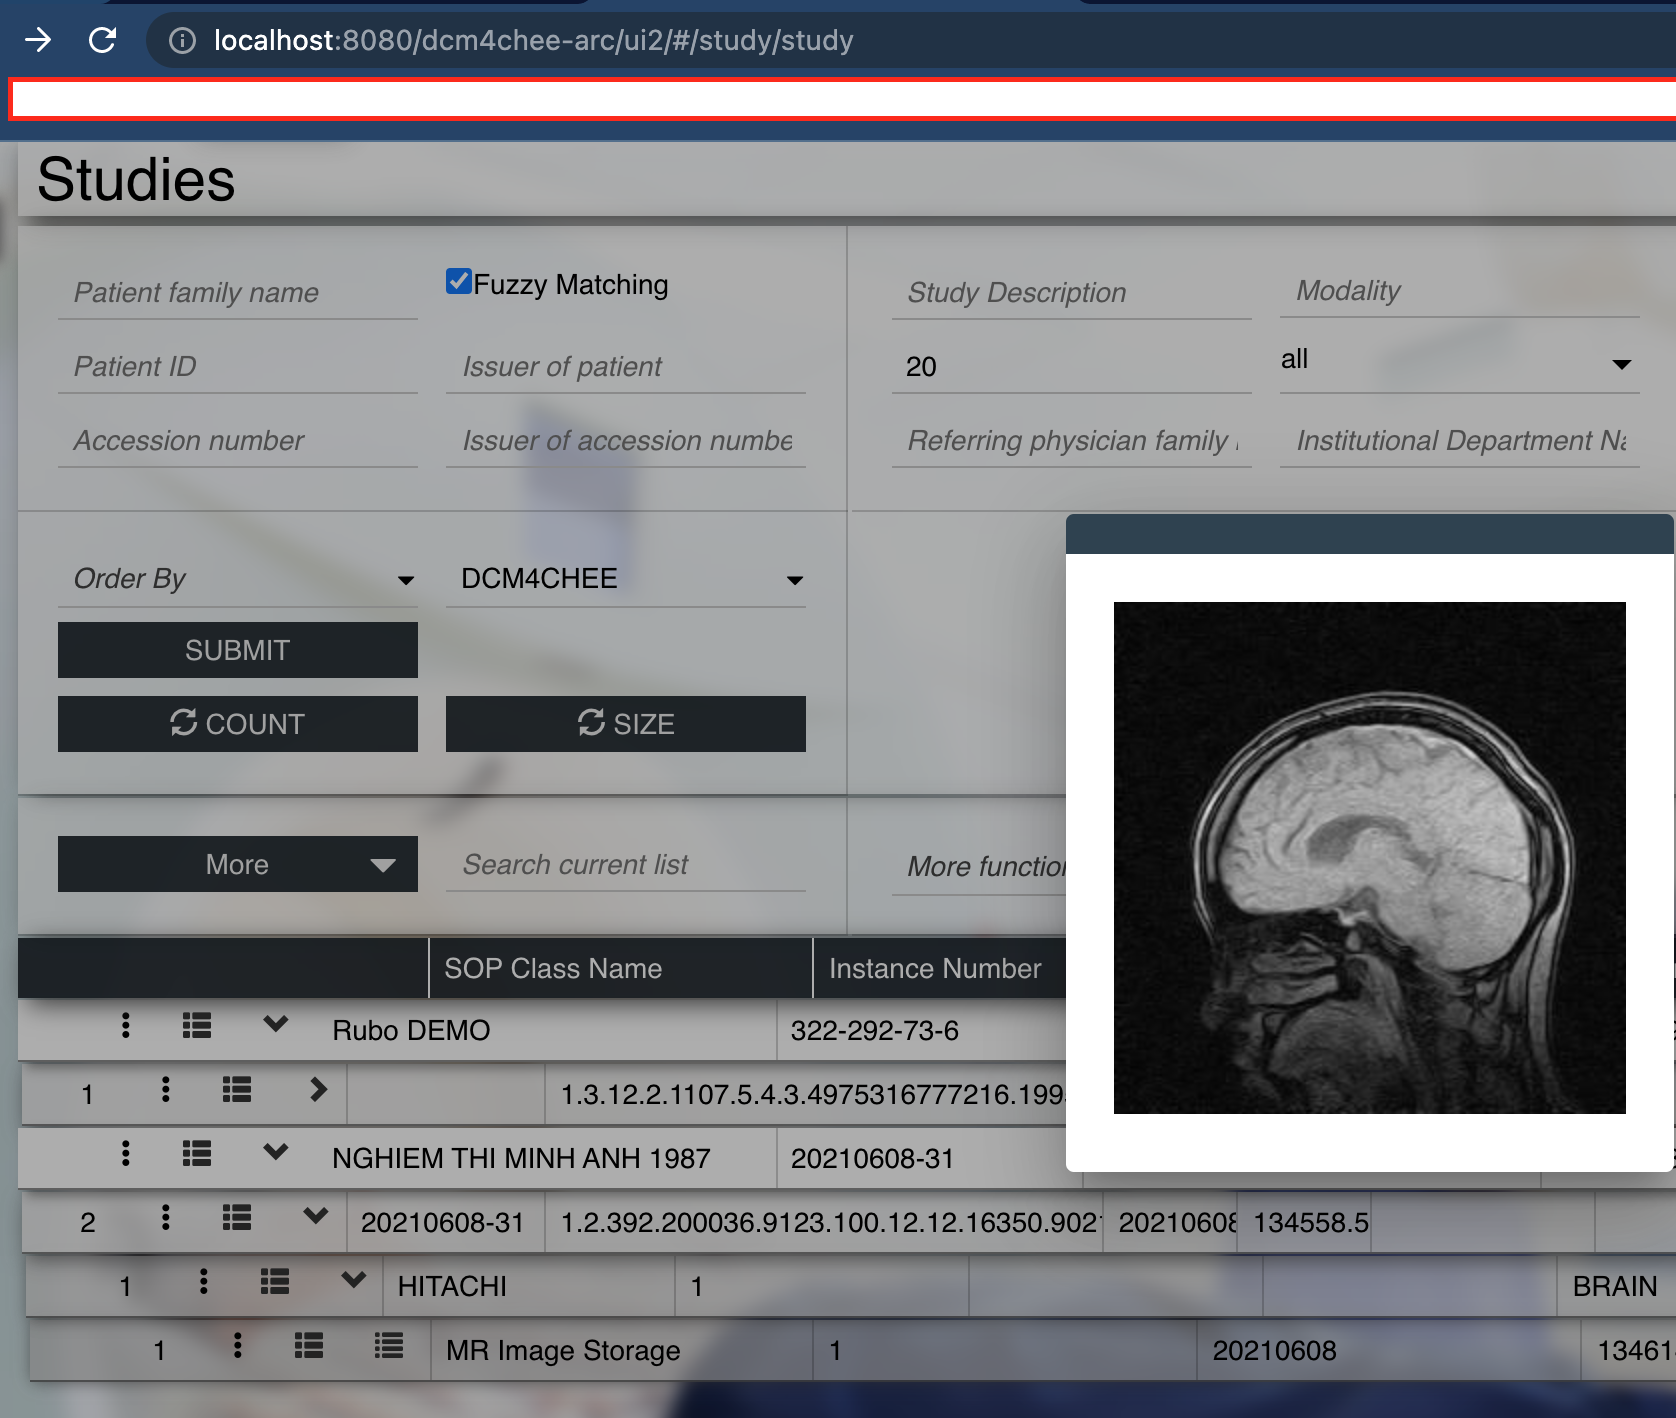 localhost:8080/dcm4chee-arc/ui2/#/study/study
Studies
Patient family name Fuzzy Matching Study Description Modality
Patient ID Issuer of patient 20 all
Accession number Issuer of accession numbe Referring physician family Institutional Department Na
Order By DCM4CHEE
SUBMIT
COUNT SIZE
More Search current list More function
SOP Class Name Instance Number
Rubo DEMO 322-292-73-6
1 1.3.12.2.1107.5.4.3.4975316777216.199
NGHIEM THI MINH ANH 1987 20210608-31
2 20210608-31 1.2.392.200036.9123.100.12.12.16350.902 20210608 134558.5
1 HITACHI 1 BRAIN
1 MR Image Storage 1 20210608 13461